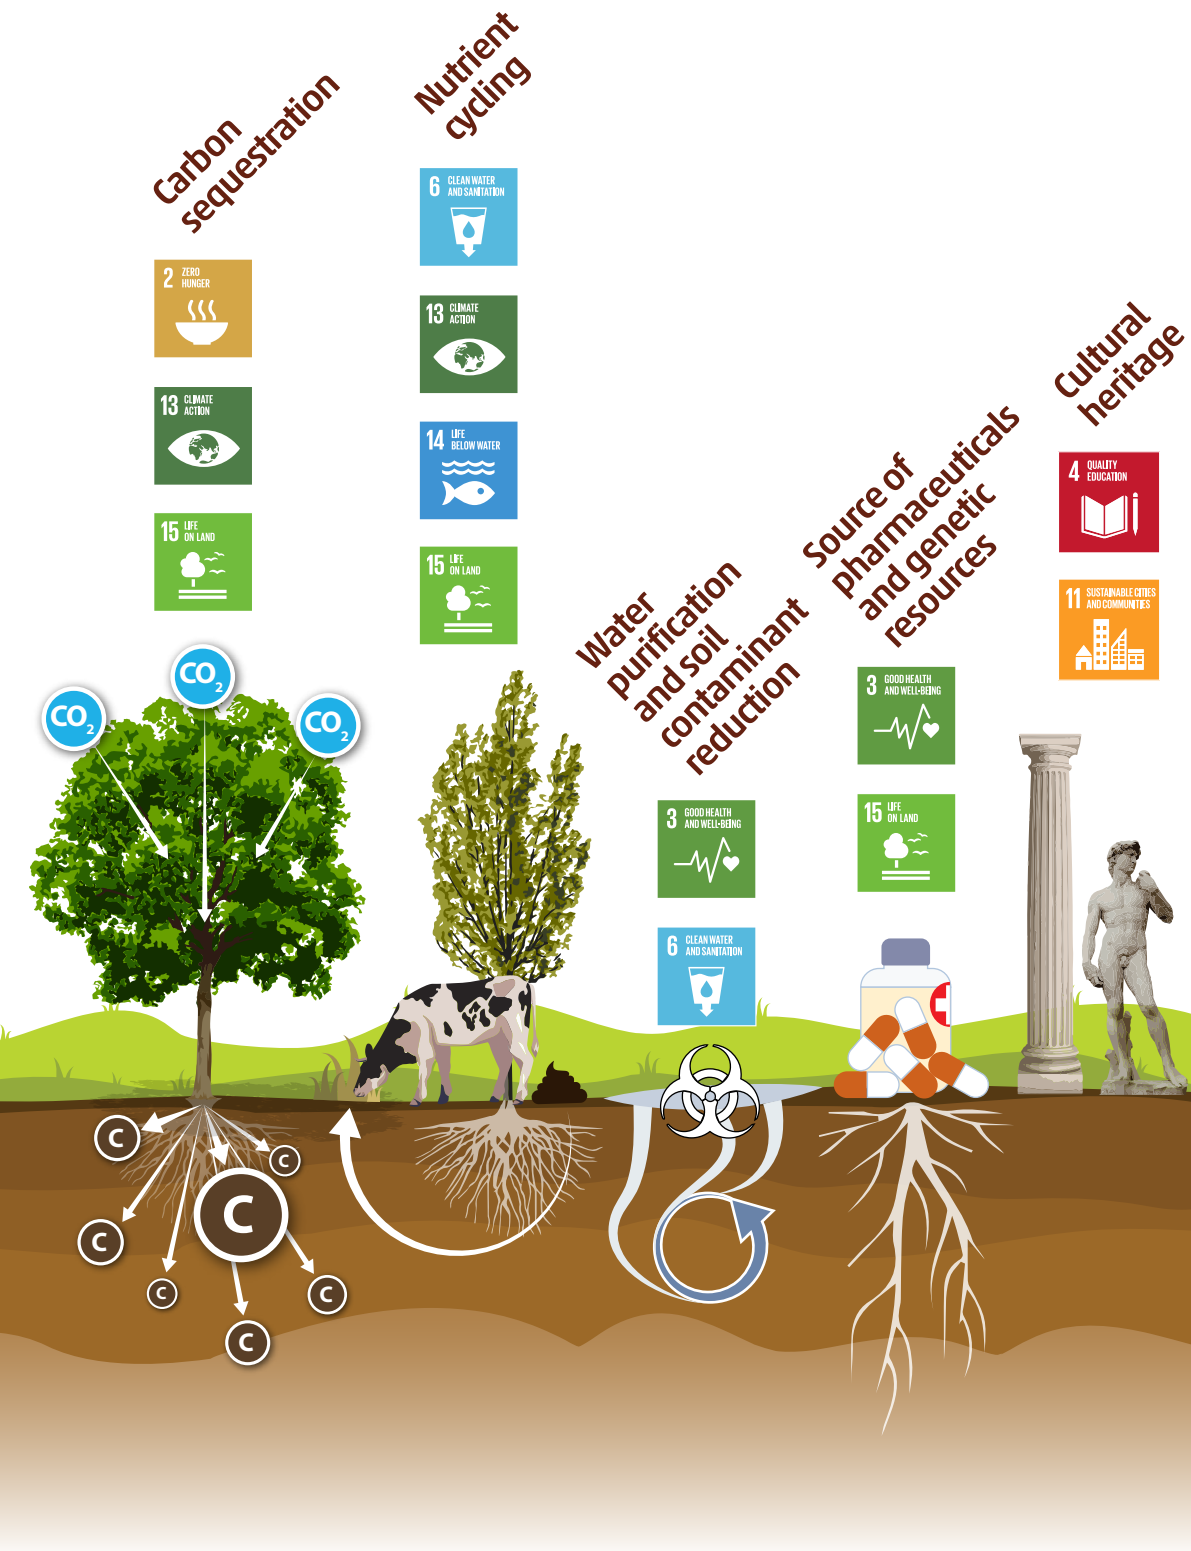 Carbon
sequestration
2 ZERO
HUNGER
13 CLIMATE
ACTION
15 LIFE
ON LAND
CO2
CO2
CO2
C
C
C
C
C
C
C
Nutrient
cycling
6 CLEAN WATER
AND SANITATION
13 CLIMATE
ACTION
14 LIFE
BELOW WATER
15 LIFE
ON LAND
Water
purification
and soil
contaminant
reduction
3 GOOD HEALTH
AND WELL-BEING
6 CLEAN WATER
AND SANITATION
Source of
pharmaceuticals
and genetic
resources
3 GOOD HEALTH
AND WELL-BEING
15 LIFE
ON LAND
Cultural
heritage
4 QUALITY
EDUCATION
11 SUSTAINABLE CITIES
AND COMMUNITIES